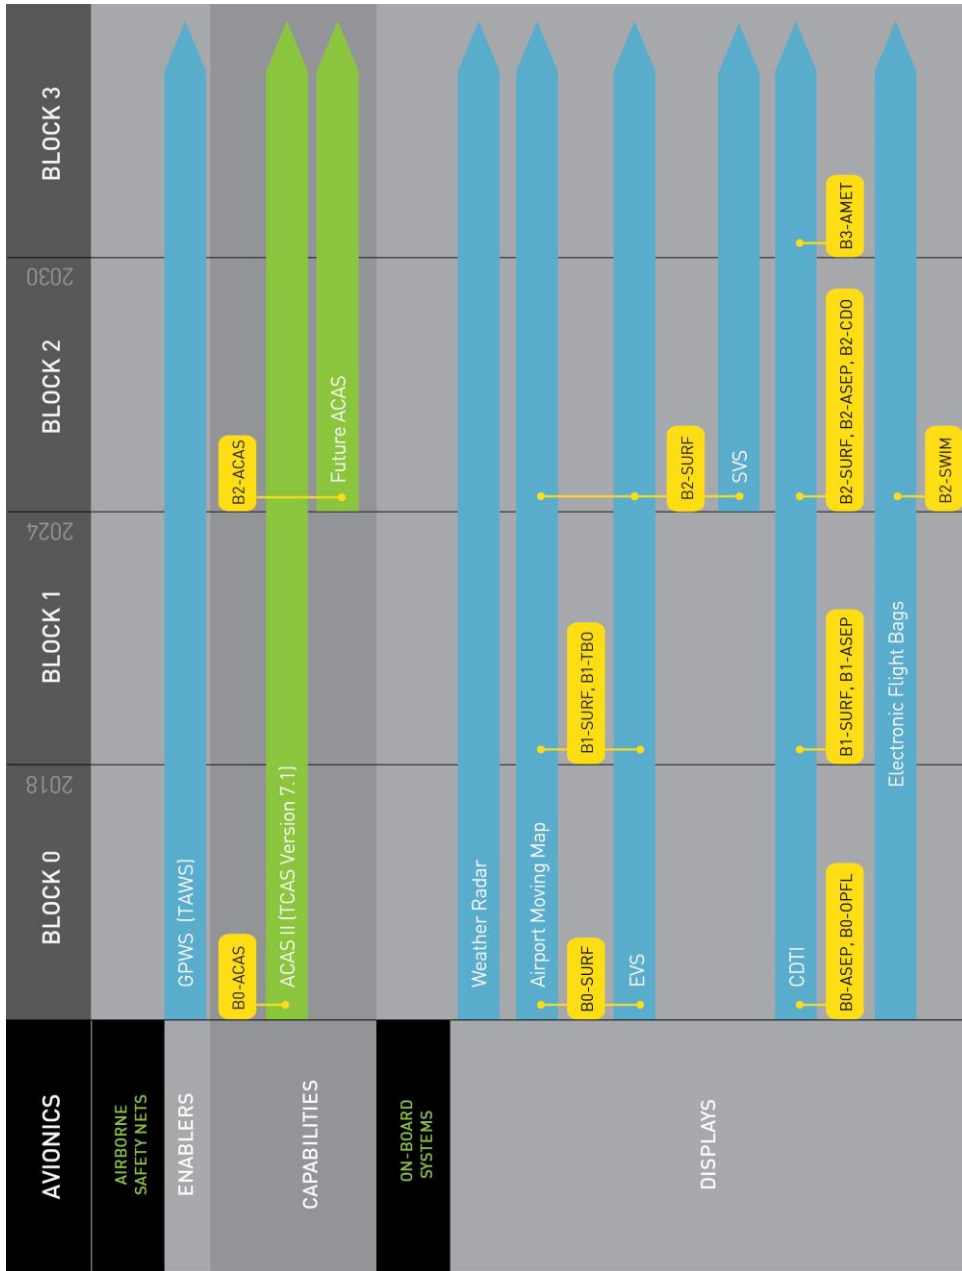 AVIONICS
BLOCK 0
2018
BLOCK 1
2024
BLOCK 2
2030
BLOCK 3
AIRBORNE
SAFETY NETS
ENABLERS
GPWS (TAWS)
CAPABILITIES
B0-ACAS
B2-ACAS
ACAS II (TCAS Version 7.1)
Future ACAS
ON-BOARD
SYSTEMS
DISPLAYS
Weather Radar
Airport Moving Map
B0-SURF
B1-SURF, B1-TBO
EVS
B2-SURF
SVS
CDTI
B0-ASEP, B0-OPFL
B1-SURF, B1-ASEP
B2-SURF, B2-ASEP, B2-CDO
B3-AMET
Electronic Flight Bags
B2-SWIM